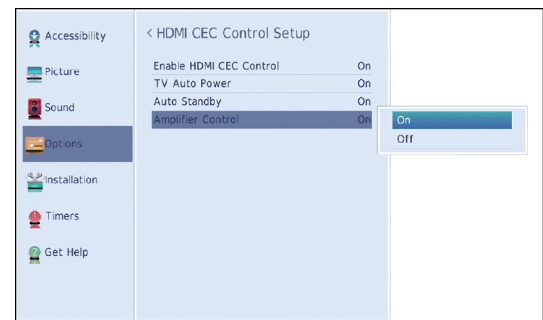 Accessibility
Picture
Sound
Options
Installation
Timers
Get Help
< HDMI CEC Control Setup
Enable HDMI CEC Control On
TV Auto Power On
Auto Standby On
Amplifier Control On
On
Off